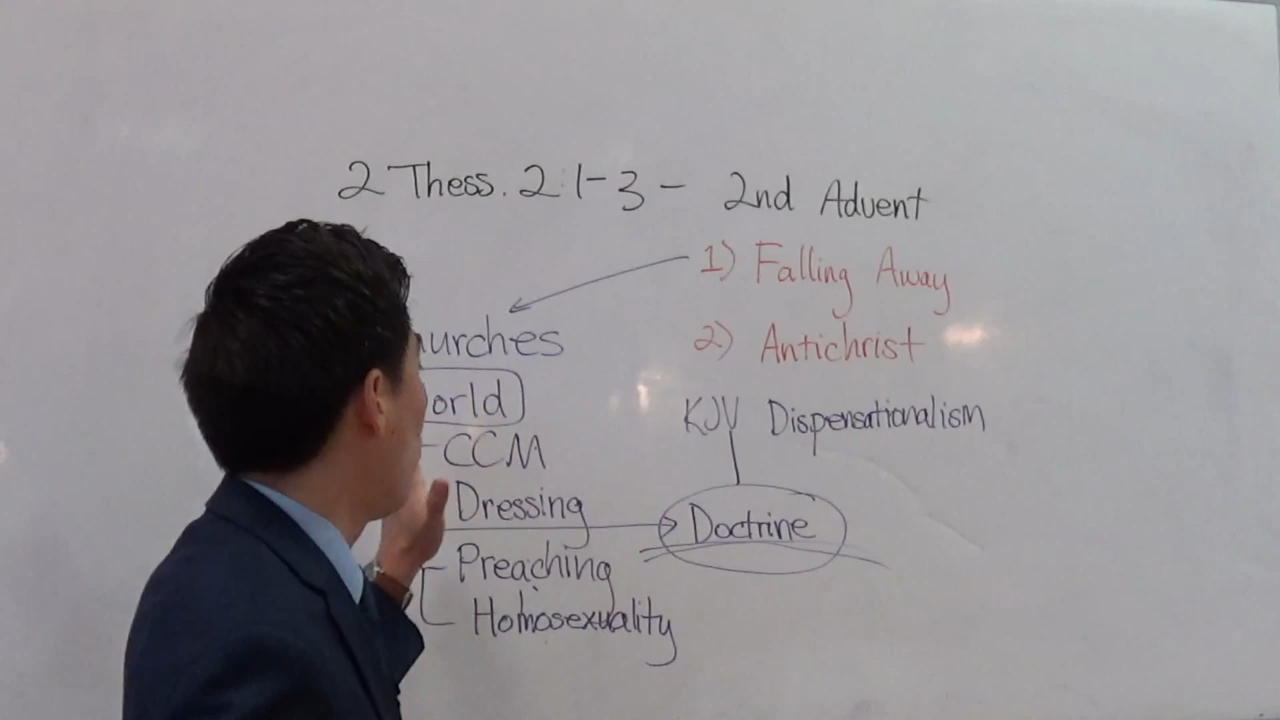 2 Thess. 2:1-3 - 2nd Advent
1) Falling Away
2) Antichrist
urches
orld
KJV Dispensationalism
- CCM
Dressing
Doctrine
Preaching
Homosexuality